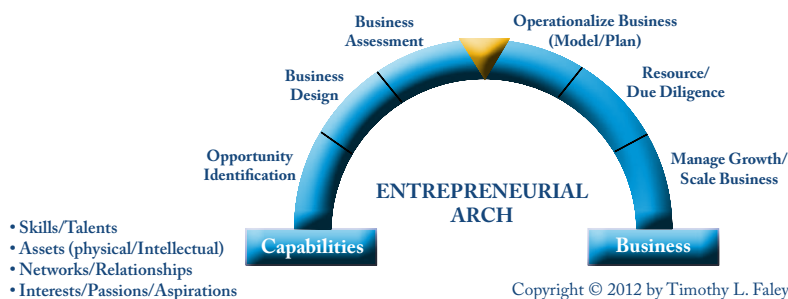 Business
Assessment
Operationalize Business
(Model/Plan)
Business
Design
Resource/
Due Diligence
Opportunity
Identification
Manage Growth/
Scale Business
ENTREPRENEURIAL
ARCH
Capabilities
Business
• Skills/Talents
• Assets (physical/Intellectual)
• Networks/Relationships
• Interests/Passions/Aspirations
Copyright © 2012 by Timothy L. Faley